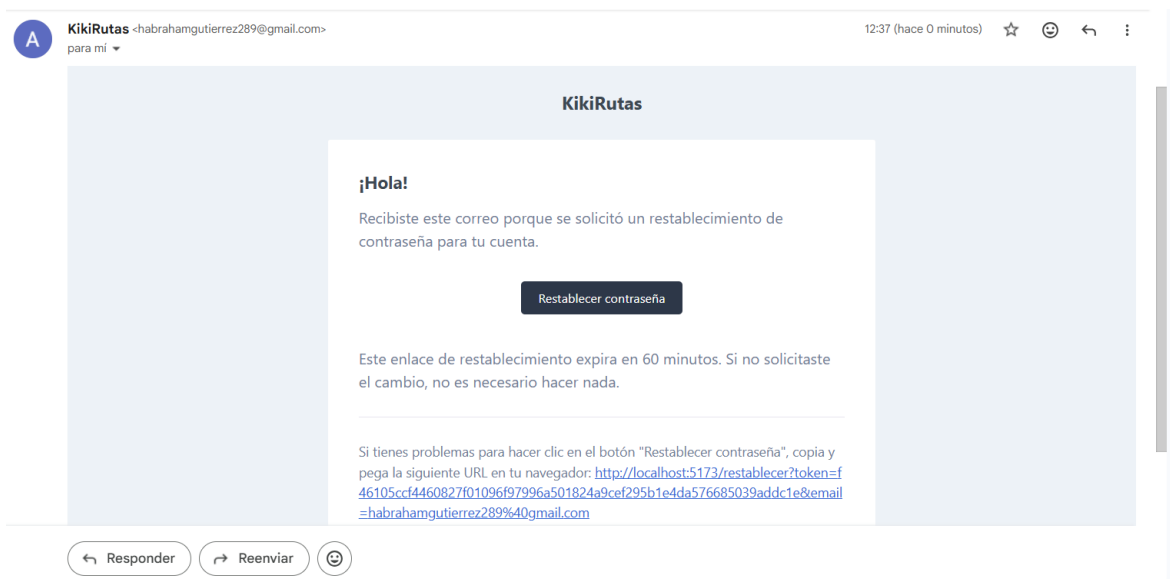 A
KikiRutas <habrahamgutierrez289@gmail.com>
12:37 (hace 0 minutos)
para mí
KikiRutas
¡Hola!
Recibiste este correo porque se solicitó un restablecimiento de
contraseña para tu cuenta.
Restablecer contraseña
Este enlace de restablecimiento expira en 60 minutos. Si no solicitaste
el cambio, no es necesario hacer nada.
Si tienes problemas para hacer clic en el botón "Restablecer contraseña", copia y
pega la siguiente URL en tu navegador: http://localhost:5173/restablecer?token=f
46105ccf4460827f01096f97996a501824a9cef295b1e4da576685039addc1e&email
=habrahamgutierrez289%40gmail.com
Responder
Reenviar